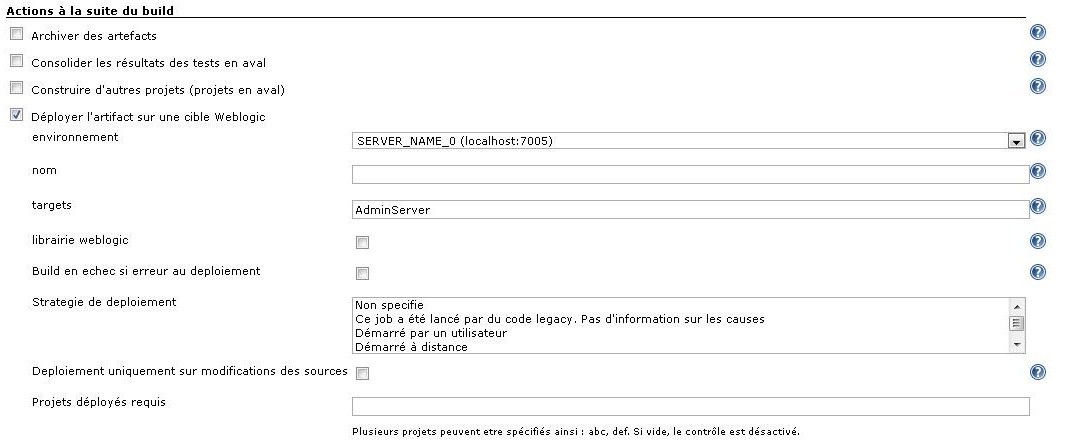 Actions à la suite du build
Archiver des artefacts
Consolider les résultats des tests en aval
Construire d'autres projets (projets en aval)
Déployer l'artifact sur une cible Weblogic
environnement
SERVER_NAME_0 (localhost:7005)
nom
targets
AdminServer
librairie weblogic
Build en echec si erreur au deploiement
Strategie de deploiement
Non specifie
Ce job a été lancé par du code legacy. Pas d'information sur les causes
Démarré par un utilisateur
Démarré à distance
Deploiement uniquement sur modifications des sources
Projets déployés requis
Plusieurs projets peuvent etre spécifiés ainsi : abc, def. Si vide, le contrôle est désactivé.